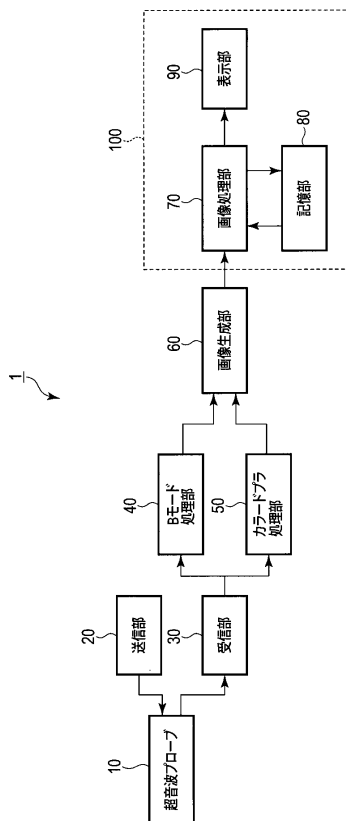 1
10
超音波プローブ
20
送信部
30
受信部
40
Bモード
処理部
50
カラードプラ
処理部
60
画像生成部
100
70
画像処理部
80
記憶部
90
表示部